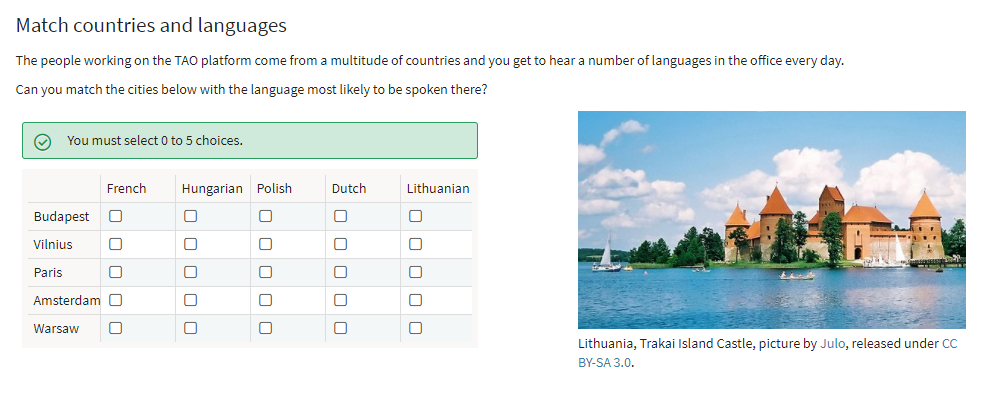 Match countries and languages
The people working on the TAO platform come from a multitude of countries and you get to hear a number of languages in the office every day.
Can you match the cities below with the language most likely to be spoken there?
You must select 0 to 5 choices.
French Hungarian Polish Dutch Lithuanian
Budapest
Vilnius
Paris
Amsterdam
Warsaw
Lithuania, Trakai Island Castle, picture by Julo, released under CC
BY-SA 3.0.